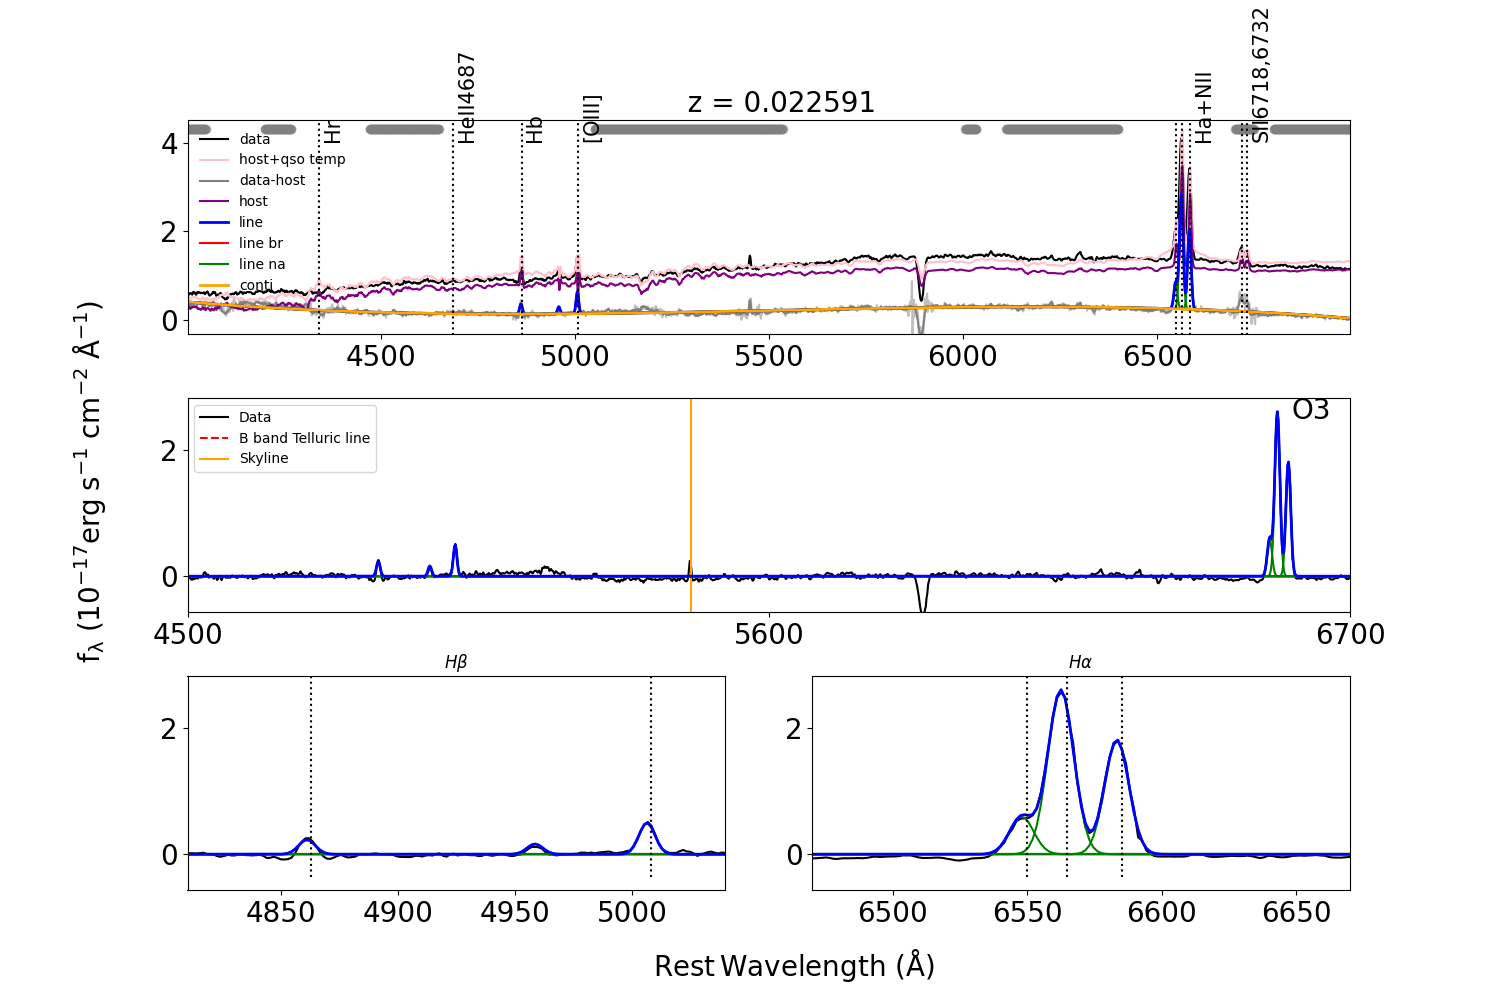 z = 0.022591
Hr
HeII4687
Hb
[OIII]
Ha+NII
SII6718,6732
data
host+qso temp
data-host
host
line
line br
line na
conti
4
2
0
4500
5000
5500
6000
6500
fλ (10⁻¹⁷erg s⁻¹ cm⁻² Å⁻¹)
O3
Data
B band Telluric line
Skyline
2
0
4500
5600
6700
Hβ
2
0
4850
4900
4950
5000
Hα
2
0
6500
6550
6600
6650
Rest Wavelength (Å)